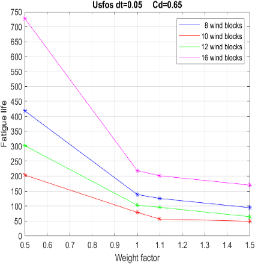 Usfos dt=0.05 Cd=0.65
750
700
650
600
550
500
450
400
350
300
250
200
150
100
50
0
Fatigue life
8 wind blocks
10 wind blocks
12 wind blocks
16 wind blocks
0.5 0.6 0.7 0.8 0.9 1 1.1 1.2 1.3 1.4 1.5
Weight factor